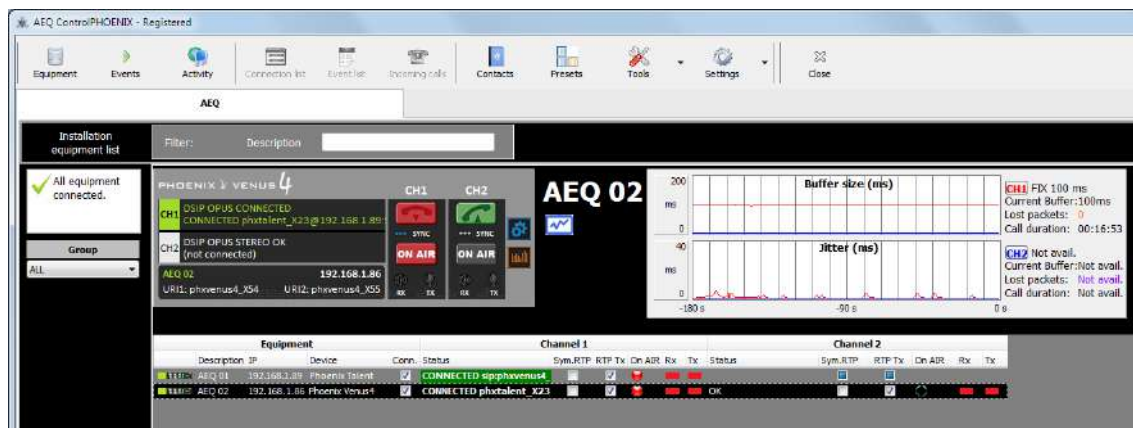 AEQ ControlPHOENIX - Registered
Equipment Events Activity Connection list Event list Incoming calls Contacts Presets Tools Settings Close
AEQ
Installation equipment list
Filter: Description
All equipment connected.
Group
ALL
PHOENIX VENUS 4
CH1 CH2
CH1 DSIP OPUS CONNECTED
CONNECTED phxtalent_X23@192.168.1.89
CH2 DSIP OPUS STEREO OK
(not connected)
SYNC SYNC
ON AIR ON AIR
AEQ 02 192.168.1.86
URI1: phxvenus4_X54 URI2: phxvenus4_X55
RX TX RX TX
AEQ 02
Buffer size (ms)
200
ms
0
Jitter (ms)
40
ms
0
-180 s -90 s 0 s
CH1 FIX 100 ms
Current Buffer:100ms
Lost packets: 0
Call duration: 00:16:53
CH2 Not avail.
Current Buffer:Not avail.
Lost packets: Not avail.
Call duration: Not avail.
Equipment Channel 1 Channel 2
Description IP Device Conn. Status Sym.RTP RTP Tx On AIR Rx Tx Status Sym.RTP RTP Tx On AIR Rx Tx
AEQ 01 192.168.1.89 Phoenix Talent CONNECTED sip:phxvenus4_
AEQ 02 192.168.1.86 Phoenix Venus4 CONNECTED phxtalent_X23 OK